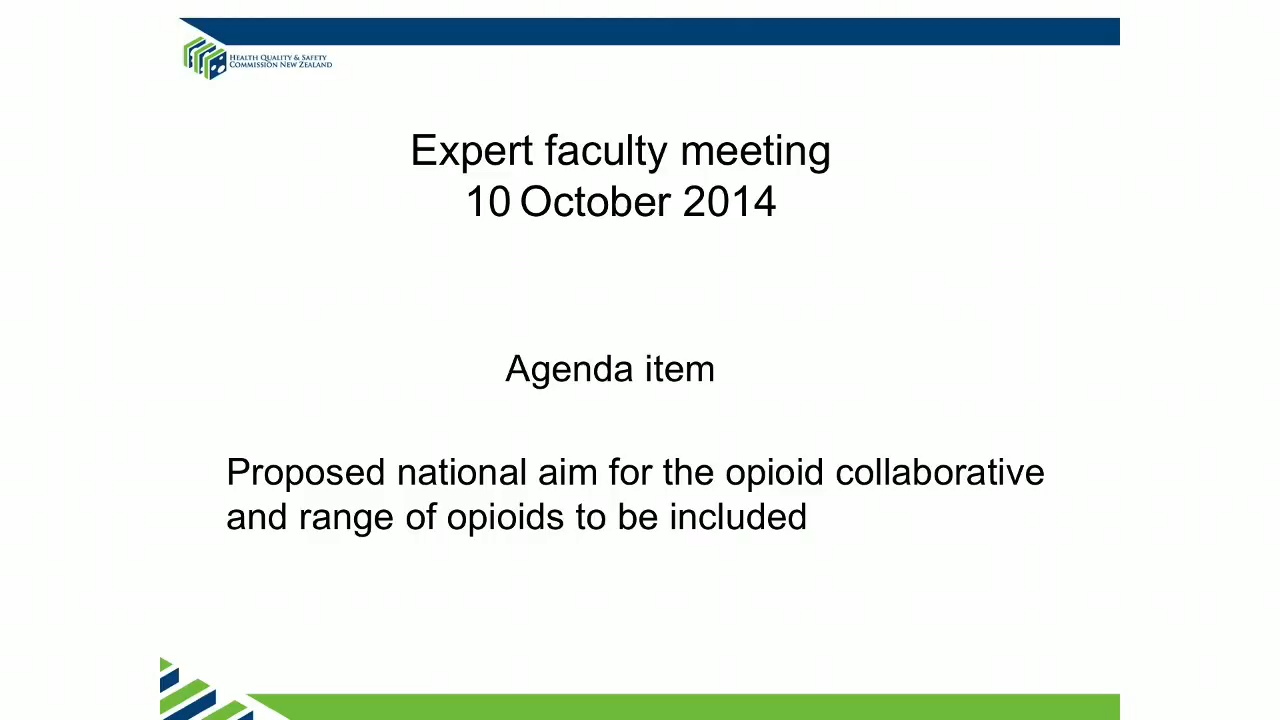 HEALTH QUALITY & SAFETY
COMMISSION NEW ZEALAND
Expert faculty meeting
10 October 2014
Agenda item
Proposed national aim for the opioid collaborative
and range of opioids to be included